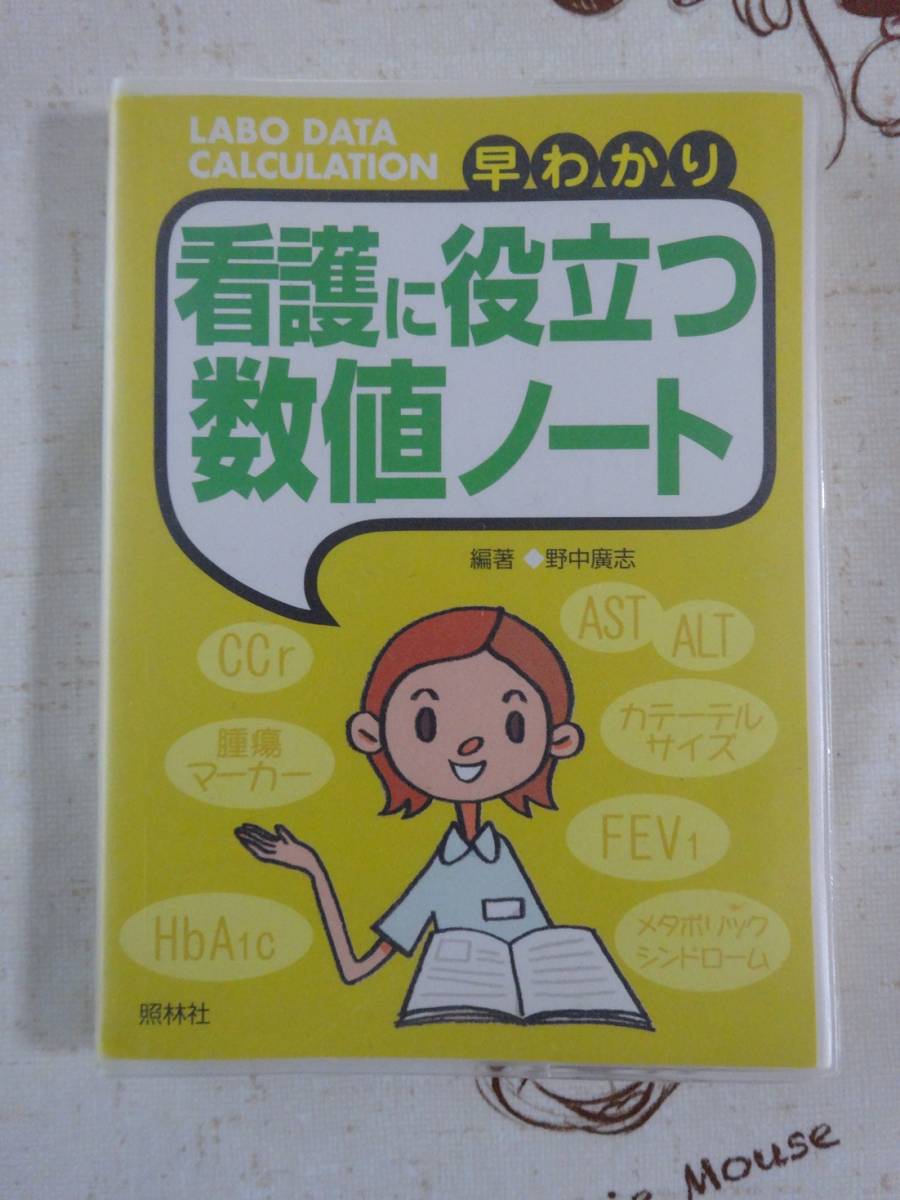 LABO DATA
CALCULATION
早わかり
看護に役立つ
数値ノート
編著◆野中廣志
CCr
AST
ALT
腫瘍
マーカー
カテーテル
サイズ
FEV1
HbA1c
メタボリック
シンドローム
照林社
Mouse